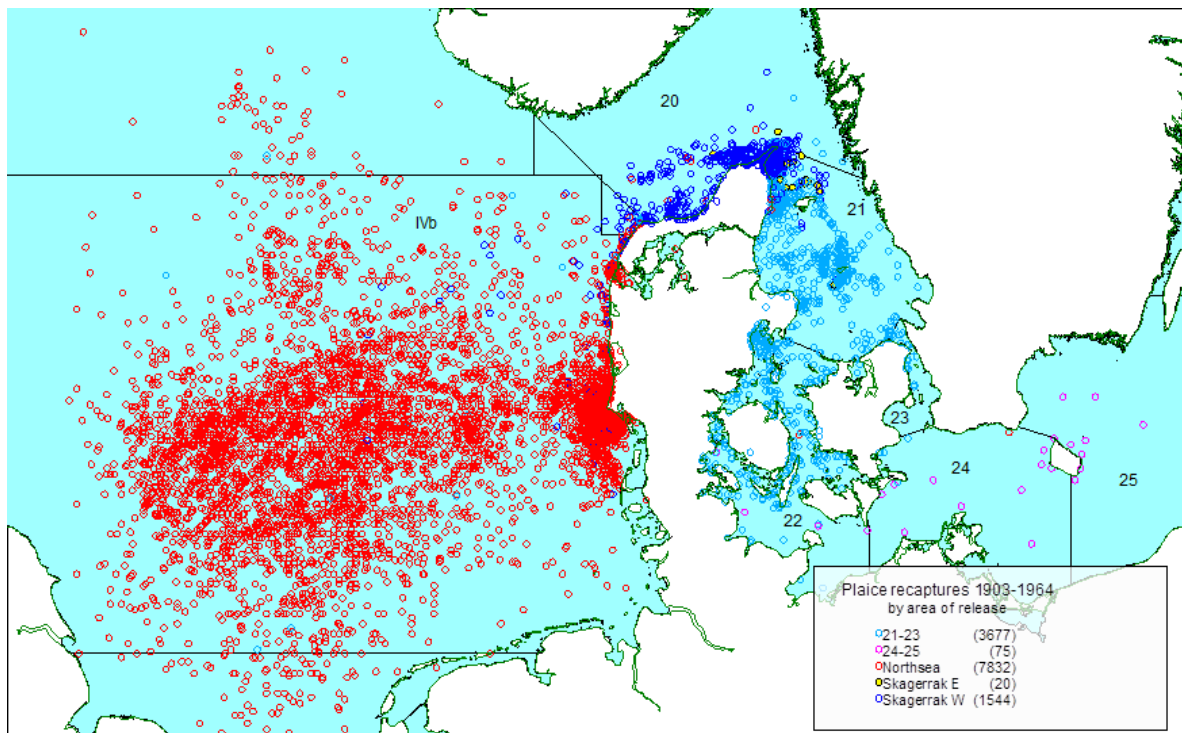 20
21
IVb
23
24
25
22
Plaice recaptures 1903-1964
by area of release
21-23 (3677)
24-25 (75)
Northsea (7832)
Skagerrak E (20)
Skagerrak W (1544)